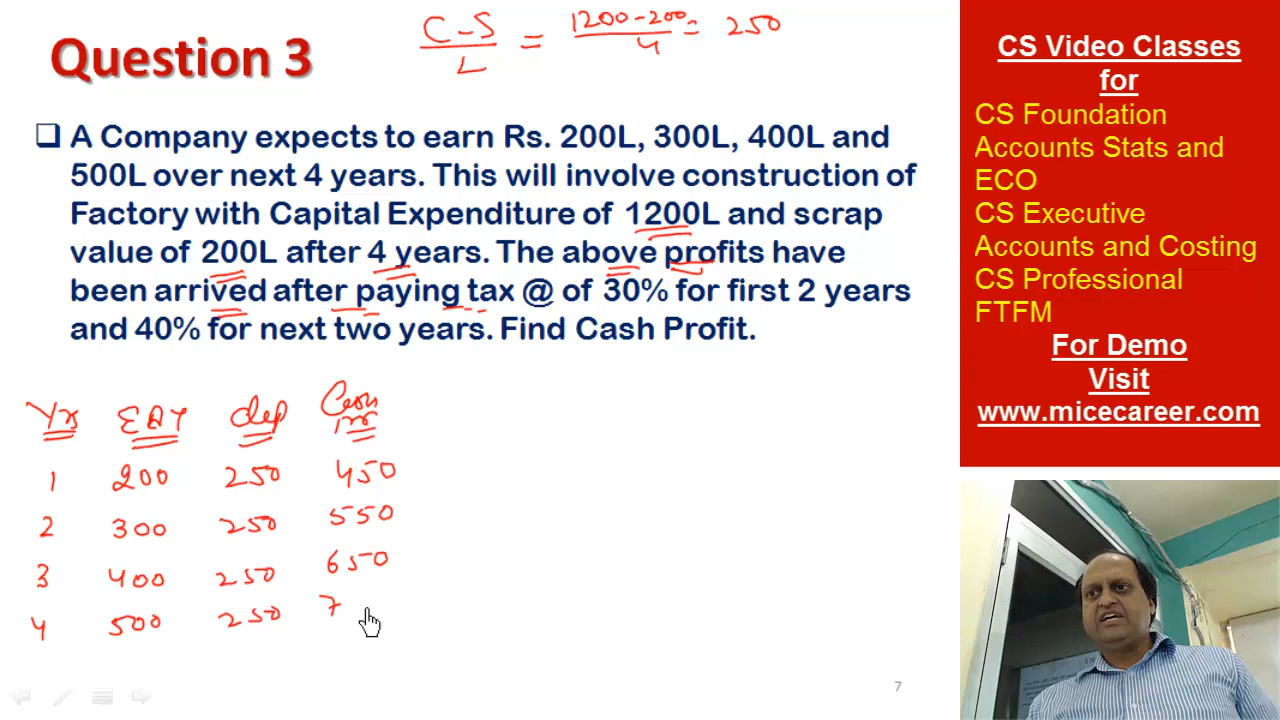 C - S / L = 1200 - 200 / 4 = 250
Question 3
❑ A Company expects to earn Rs. 200L, 300L, 400L and
500L over next 4 years. This will involve construction of
Factory with Capital Expenditure of 1200L and scrap
value of 200L after 4 years. The above profits have
been arrived after paying tax @ of 30% for first 2 years
and 40% for next two years. Find Cash Profit.
Yrs EAT dep Cash
1 200 250 450
2 300 250 550
3 400 250 650
4 500 250 7
7
CS Video Classes
for
CS Foundation
Accounts Stats and
ECO
CS Executive
Accounts and Costing
CS Professional
FTFM
For Demo
Visit
www.micecareer.com